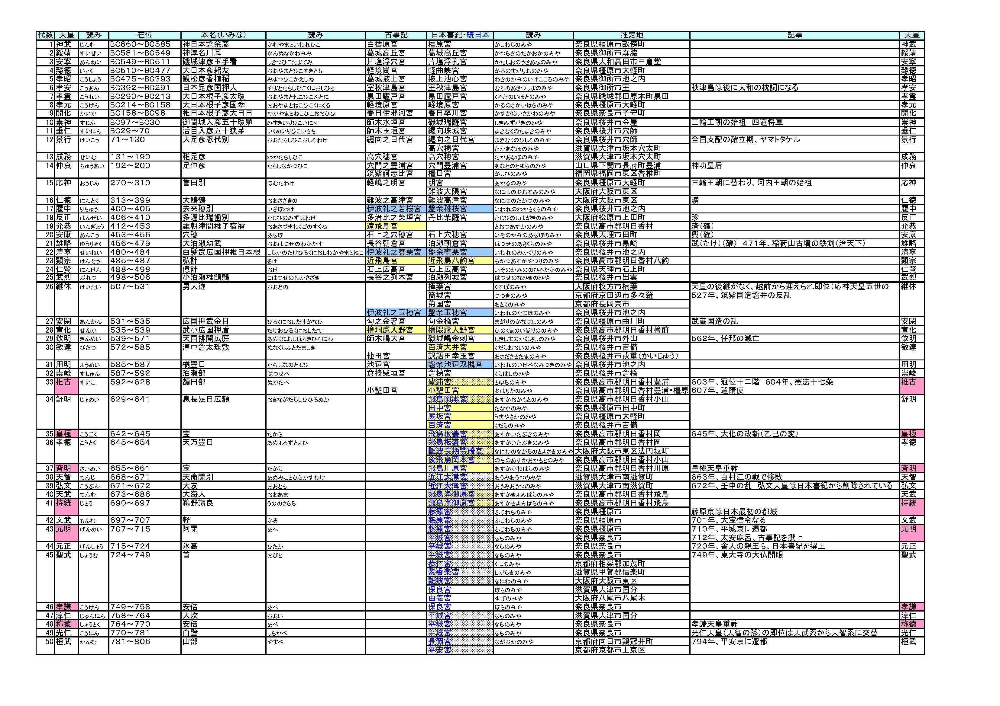 代数 天皇 読み 在位 本名(いみな) 読み 古事記 日本書紀・続日本 読み 推定地 記事 天皇
1 神武 じんむ BC660～BC585 神日本磐余彦 かむやまといわれひこ 白檮原宮 橿原宮 かしわらのみや 奈良県橿原市畝傍町 神武
2 綏靖 すいぜい BC581～BC549 神渟名川耳 かんぬなかわみみ 葛城高丘宮 葛城高丘宮 かつらぎのたかおかのみや 奈良県御所市森脇 綏靖
3 安寧 あんねい BC549～BC511 磯城津彦玉手看 しきつひこたまてみ 片塩浮穴宮 片塩浮孔宮 かたしおのうきあなのみや 奈良県大和高田市三倉堂 安寧
4 懿徳 いとく BC510～BC477 大日本彦耜友 おおやまとひこすきとも 軽境崗宮 軽曲峡宮 かるのまがりおのみや 奈良県橿原市大軽町 懿徳
5 孝昭 こうしょう BC475～BC393 観松彦香植稲 みまつひこかえしね 葛城掖上宮 掖上池心宮 わきのかみのいけこころのみや 奈良県御所市池之内 孝昭
6 孝安 こうあん BC392～BC291 日本足彦国押人 やまとたらしひこくにおしひと 室秋津島宮 室秋津島宮 むろのあきつしまのみや 奈良県御所市室 秋津島は後に大和の枕詞になる 孝安
7 孝霊 こうれい BC290～BC213 大日本根子彦太瓊 おおやまとねこひこふとに 黒田廬戸宮 黒田廬戸宮 くろだのいほとのみや 奈良県磯城郡田原本町黒田 孝霊
8 孝元 こうげん BC214～BC158 大日本根子彦国牽 おおやまとねこひこくにくる 軽境原宮 軽境原宮 かるのさかいはらのみや 奈良県橿原市大軽町 孝元
9 開化 かいか BC158～BC98 稚日本根子彦大日日 わかやまとねこひこおおひひ 春日伊邪河宮 春日率川宮 かすがのいさかわのみや 奈良県奈良市子守町 開化
10 崇神 すじん BC97～BC30 御間城入彦五十瓊殖 みまきいりびこいにえ 師木水垣宮 磯城瑞籬宮 しきみずがきのみや 奈良県桜井市金屋 三輪王朝の始祖 四道将軍 崇神
11 垂仁 すいにん BC29～70 活目入彦五十狭茅 いくめいりひこいさち 師木玉垣宮 纒向珠城宮 まきむくのたまきのみや 奈良県桜井市穴師 垂仁
12 景行 けいこう 71～130 大足彦忍代別 おおたらしひこおしろわけ 纒向之日代宮 纒向之日代宮 まきむくのひしろのみや 奈良県桜井市穴師 全国支配の確立期、ヤマトタケル 景行
高穴穂宮 たかあなほのみや 滋賀県大津市坂本穴太町
13 成務 せいむ 131～190 稚足彦 わかたらしひこ 高穴穂宮 高穴穂宮 たかあなほのみや 滋賀県大津市坂本穴太町 成務
14 仲哀 ちゅうあい 192～200 足仲彦 たらしなかつひこ 穴門之豊浦宮 穴門豊浦宮 あなとのとゆらのみや 山口県下関市長府町豊浦 神功皇后 仲哀
筑紫訶志比宮 橿日宮 かしひのみや 福岡県福岡市東区香稚町
15 応神 おうじん 270～310 誉田別 ほむたわけ 軽嶋之明宮 明宮 あかるのみや 奈良県橿原市大軽町 三輪王朝に替わり、河内王朝の始祖 応神
難波大隈宮 なにはのおおすみのみや 大阪府大阪市東区
16 仁徳 にんとく 313～399 大鷦鷯 おおさざきの 難波之高津宮 難波高津宮 なにはのたかつのみや 大阪府大阪市東区 讃 仁徳
17 履中 りちゅう 400～405 去来穂別 いざほわけ 伊波礼之若桜宮 盤余稚桜宮 いわれのわかさくらのみや 奈良県桜井市池之内 履中
18 反正 はんぜい 406～410 多遅比瑞歯別 たじひのみずはわけ 多治比之柴垣宮 丹比柴籬宮 たじひのしばがきのみや 大阪府松原市上田町 珍 反正
19 允恭 いんぎょう 412～453 雄朝津間稚子宿禰 おあさづまわくごのすくね 遠飛鳥宮 とおつあすかのみや 奈良県高市郡明日香村 済(確) 允恭
20 安康 あんこう 453～456 穴穂 あなほ 石上之穴穂宮 石上穴穂宮 いそのかみのあなほのみや 奈良県天理市田町 興(確) 安康
21 雄略 ゆうりゃく 456～479 大泊瀬幼武 おおはつせのわかたけ 長谷朝倉宮 泊瀬朝倉宮 はつせのあさくらのみや 奈良県桜井市黒崎 武(たけ)(確) 471年、稲荷山古墳の鉄剣(治天下) 雄略
22 清寧 せいねい 480～484 白髪武広国押稚日本根 しらかのたけひろくにおしわかやまとねこ 伊波礼之甕栗宮 盤余甕栗宮 いわれのみかくりのみや 奈良県桜井市池之内 清寧
23 顕宗 けんそう 485～487 弘計 をけ 近飛鳥宮 近飛鳥八釣宮 ちかつあすかやつりのみや 奈良県高市郡明日香村八釣 顕宗
24 仁賢 にんけん 488～498 億計 おけ 石上広高宮 石上広高宮 いそのかみののひろたかのみや 奈良県天理市石上町 仁賢
25 武烈 ぶれつ 498～506 小泊瀬稚鷦鷯 こはつせのわかさざき 長谷之列木宮 泊瀬列城宮 はつせのなみきのみや 奈良県桜井市出雲 武烈
26 継体 けいたい 507～531 男大迹 おおどの 樟葉宮 くすばのみや 大阪府牧方市楠葉 天皇の後継がなく、越前から迎えられ即位(応神天皇五世の 継体
筒城宮 つつきのみや 京都府京田辺市多々羅 527年、筑紫国造磐井の反乱
弟国宮 おとくのみや 京都府長岡京市
伊波礼之玉穂宮 盤余玉穂宮 いわれのたまほのみや 奈良県桜井市池之内
27 安閑 あんかん 531～535 広国押武金日 ひろくにおしたけかなひ 勾之金箸宮 勾金橋宮 まがりのかなはしのみや 奈良県橿原市曲川町 武蔵国造の乱 安閑
28 宣化 せんか 535～539 武小広国押盾 たけおひろくにおしたて 檜坰慮入野宮 檜隈廬入野宮 ひのくまのいほりののみや 奈良県高市郡明日香村檜前 宣化
29 欽明 きんめい 539～571 天国排開広庭 あめくにおしはらきひろにわ 師木嶋大宮 磯城嶋金刺宮 しきしまのかなさしのみや 奈良県桜井市外山 562年、任那の滅亡 欽明
30 敏達 びだつ 572～585 渟中倉太珠敷 ぬなくらふとたましき 百済大井宮 くだらおおいのみや 奈良県桜井市吉備 敏達
他田宮 訳語田幸玉宮 おさださきたまのみや 奈良県桜井市戒重(かいじゅう)
31 用明 ようめい 585～587 橘豊日 たちばなのとよひ 池辺宮 磐余池辺双槻宮 いわれのいけべなみつきのみや 奈良県桜井市池之内 用明
32 崇峻 すしゅん 587～592 泊瀬部 はつせべ 倉椅柴垣宮 倉梯宮 くらはしのみや 奈良県桜井市倉橋 崇峻
33 推古 すいこ 592～628 額田部 ぬかたべ 豊浦宮 とゆらのみや 奈良県高市郡明日香村豊浦 603年、冠位十二階 604年、憲法十七条 推古
小墾田宮 小墾田宮 おはりだのみや 奈良県高市郡明日香村豊浦・橿原 607年、遣隋使
34 舒明 じょめい 629～641 息長足日広額 おきながたらしひひろぬか 飛鳥岡本宮 あすかおかもとのみや 奈良県高市郡明日香村小山 舒明
田中宮 たなかのみや 奈良県橿原市田中町
厩坂宮 うまやさかのみや 奈良県橿原市大軽町
百済宮 くだらのみや 奈良県桜井市吉備
35 皇極 こうごく 642～645 宝 たから 飛鳥板蓋宮 あすかいたぶきのみや 奈良県高市郡明日香村岡 645年、大化の改新(乙巳の変) 皇極
36 孝徳 こうとく 645～654 天万豊日 あめよろずとよひ 飛鳥板蓋宮 あすかいたぶきのみや 奈良県高市郡明日香村岡 孝徳
難波長柄豊碕宮 なにわのながらのとよさきのみや 大阪府大阪市東区法円坂町
後飛鳥岡本宮 のちのあすかおかもとのみや 奈良県高市郡明日香村小山
37 斉明 さいめい 655～661 宝 たから 飛鳥川原宮 あすかかわはらのみや 奈良県高市郡明日香村川原 皇極天皇重祚 斉明
38 天智 てんじ 668～671 天命開別 あめみことひらかすわけ 近江大津宮 おうみおうつのみや 滋賀県大津市南滋賀町 663年、白村江の戦で惨敗 天智
39 弘文 こうぶん 671～672 大友 おおとも 近江大津宮 おうみおうつのみや 滋賀県大津市南滋賀町 672年、壬申の乱 弘文天皇は日本書紀から削除されている 弘文
40 天武 てんむ 673～686 大海人 おおあま 飛鳥浄御原宮 あすかきよみはらのみや 奈良県高市郡明日香村飛鳥 天武
41 持統 じとう 690～697 鵜野讃良 うののさらら 飛鳥浄御原宮 あすかきよみはらのみや 奈良県高市郡明日香村飛鳥 持統
藤原宮 ふじわらのみや 奈良県橿原市 藤原京は日本最初の都城
42 文武 もんむ 697～707 軽 かる 藤原宮 ふじわらのみや 奈良県橿原市 701年、大宝律令なる 文武
43 元明 げんめい 707～715 阿閉 あへ 藤原宮 ふじわらのみや 奈良県橿原市 710年、平城京に遷都 元明
平城宮 ならのみや 奈良県奈良市 712年、太安麻呂、古事記を撰上
44 元正 げんしょう 715～724 氷高 ひたか 平城宮 ならのみや 奈良県奈良市 720年、舎人の親王ら、日本書紀を撰上 元正
45 聖武 しょうむ 724～749 首 おびと 平城宮 ならのみや 奈良県奈良市 749年、東大寺の大仏開眼 聖武
恭仁宮 くにのみや 京都府相楽郡加茂町
紫香楽宮 しがらきのみや 滋賀県甲賀郡信楽町
難波宮 なにわのみや 大阪府大阪市東区
保良宮 ほらのみや 滋賀県大津市国分
由義宮 ゆげのみや 大阪府八尾市八尾木
46 孝謙 こうけん 749～758 安倍 あべ 保良宮 ほらのみや 奈良県奈良市 孝謙
47 淳仁 じゅんにん 758～764 大炊 おおい 平城宮 ならのみや 滋賀県大津市国分 淳仁
48 称徳 しょうとく 764～770 安倍 あべ 平城宮 ならのみや 奈良県奈良市 孝謙天皇重祚 称徳
49 光仁 こうにん 770～781 白壁 しらかべ 平城宮 ならのみや 奈良県奈良市 光仁天皇(天智の孫)の即位は天武系から天智系に交替 光仁
50 桓武 かんむ 781～806 山部 やまべ 長岡宮 ながおかのみや 京都府向日市鶏冠井町 794年、平安京に遷都 桓武
平安宮 京都府京都市上京区